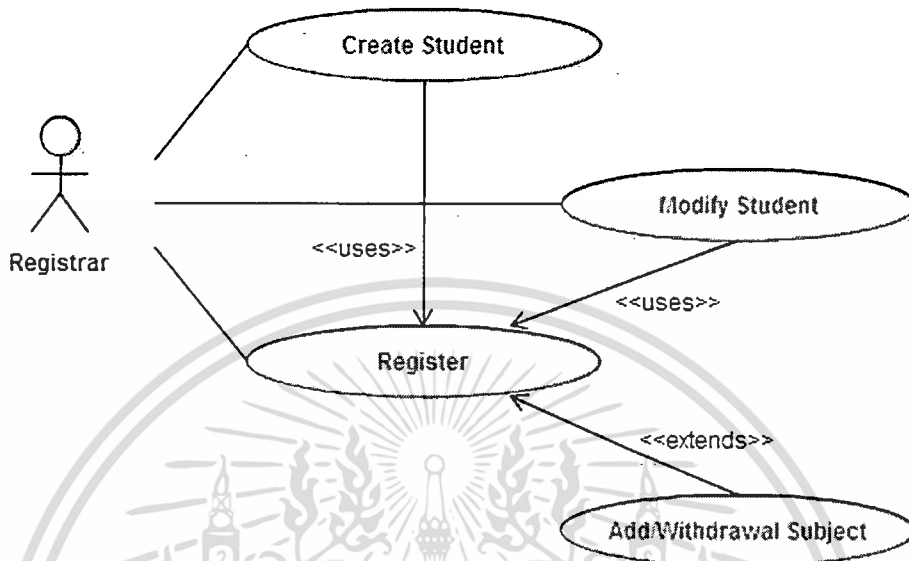 Create Student
Modify Student
<<uses>>
Registrar
<<uses>>
Register
<<extends>>
Add/Withdrawal Subject